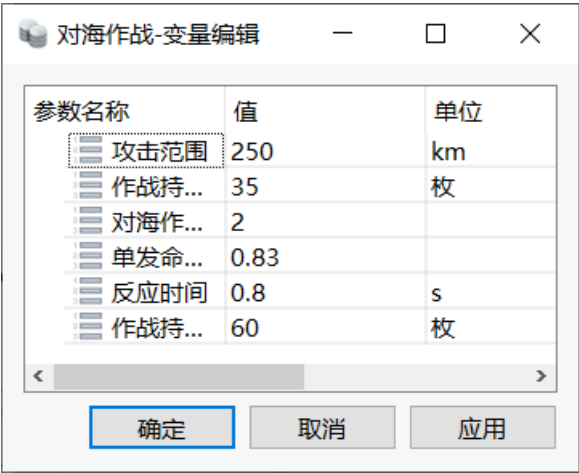 对海作战-变量编辑
参数名称 值 单位
攻击范围 250 km
作战持... 35 枚
对海作... 2
单发命... 0.83
反应时间 0.8 s
作战持... 60 枚
确定 取消 应用